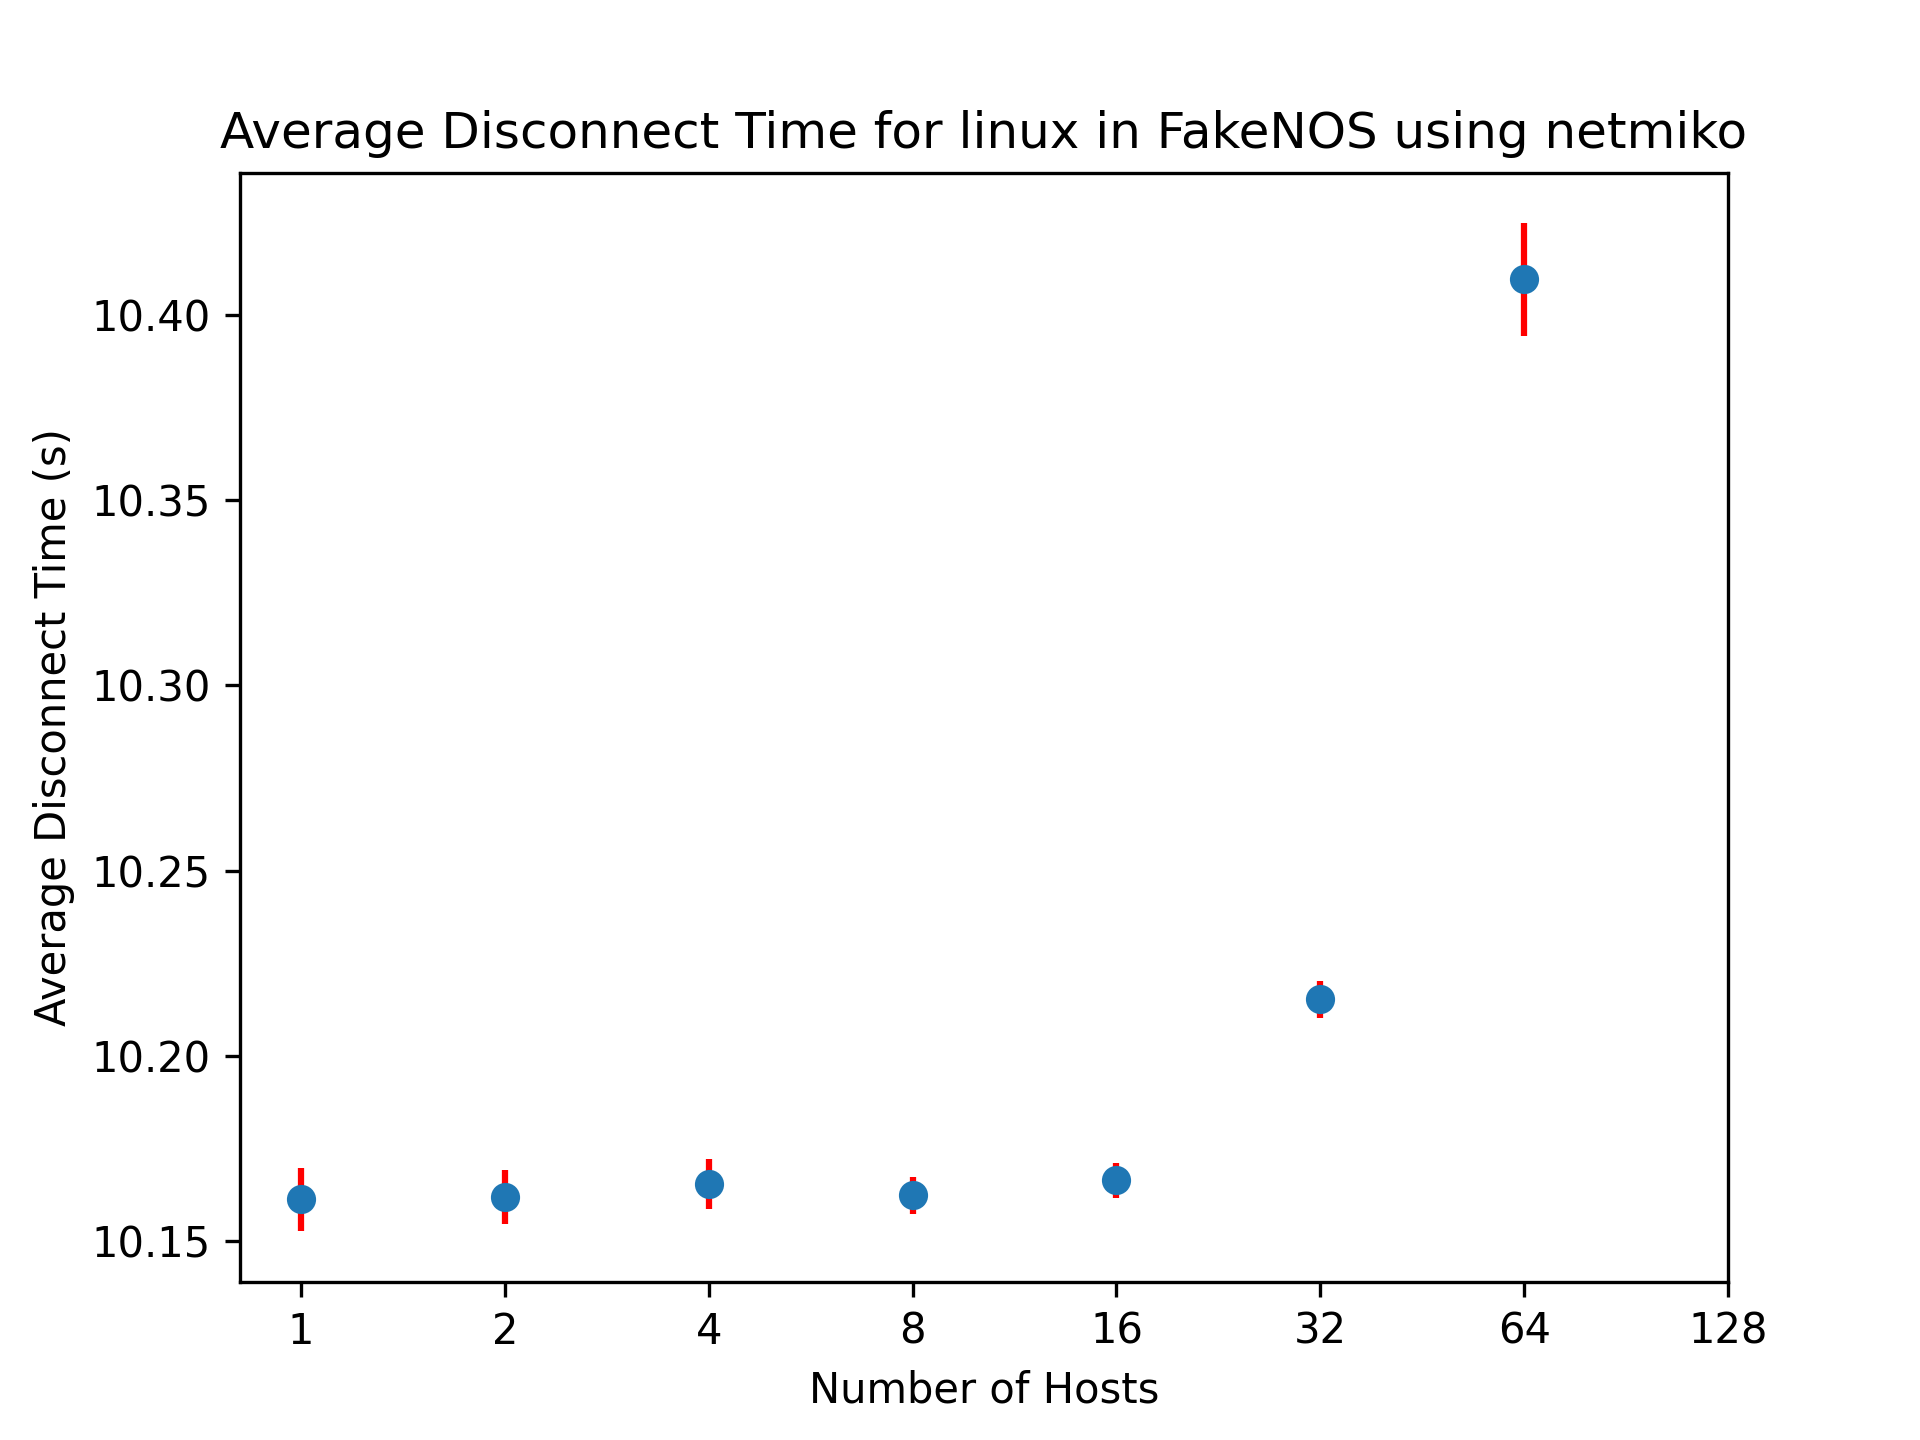 Average Disconnect Time for linux in FakeNOS using netmiko
Average Disconnect Time (s)
10.40
10.35
10.30
10.25
10.20
10.15
1 2 4 8 16 32 64 128
Number of Hosts